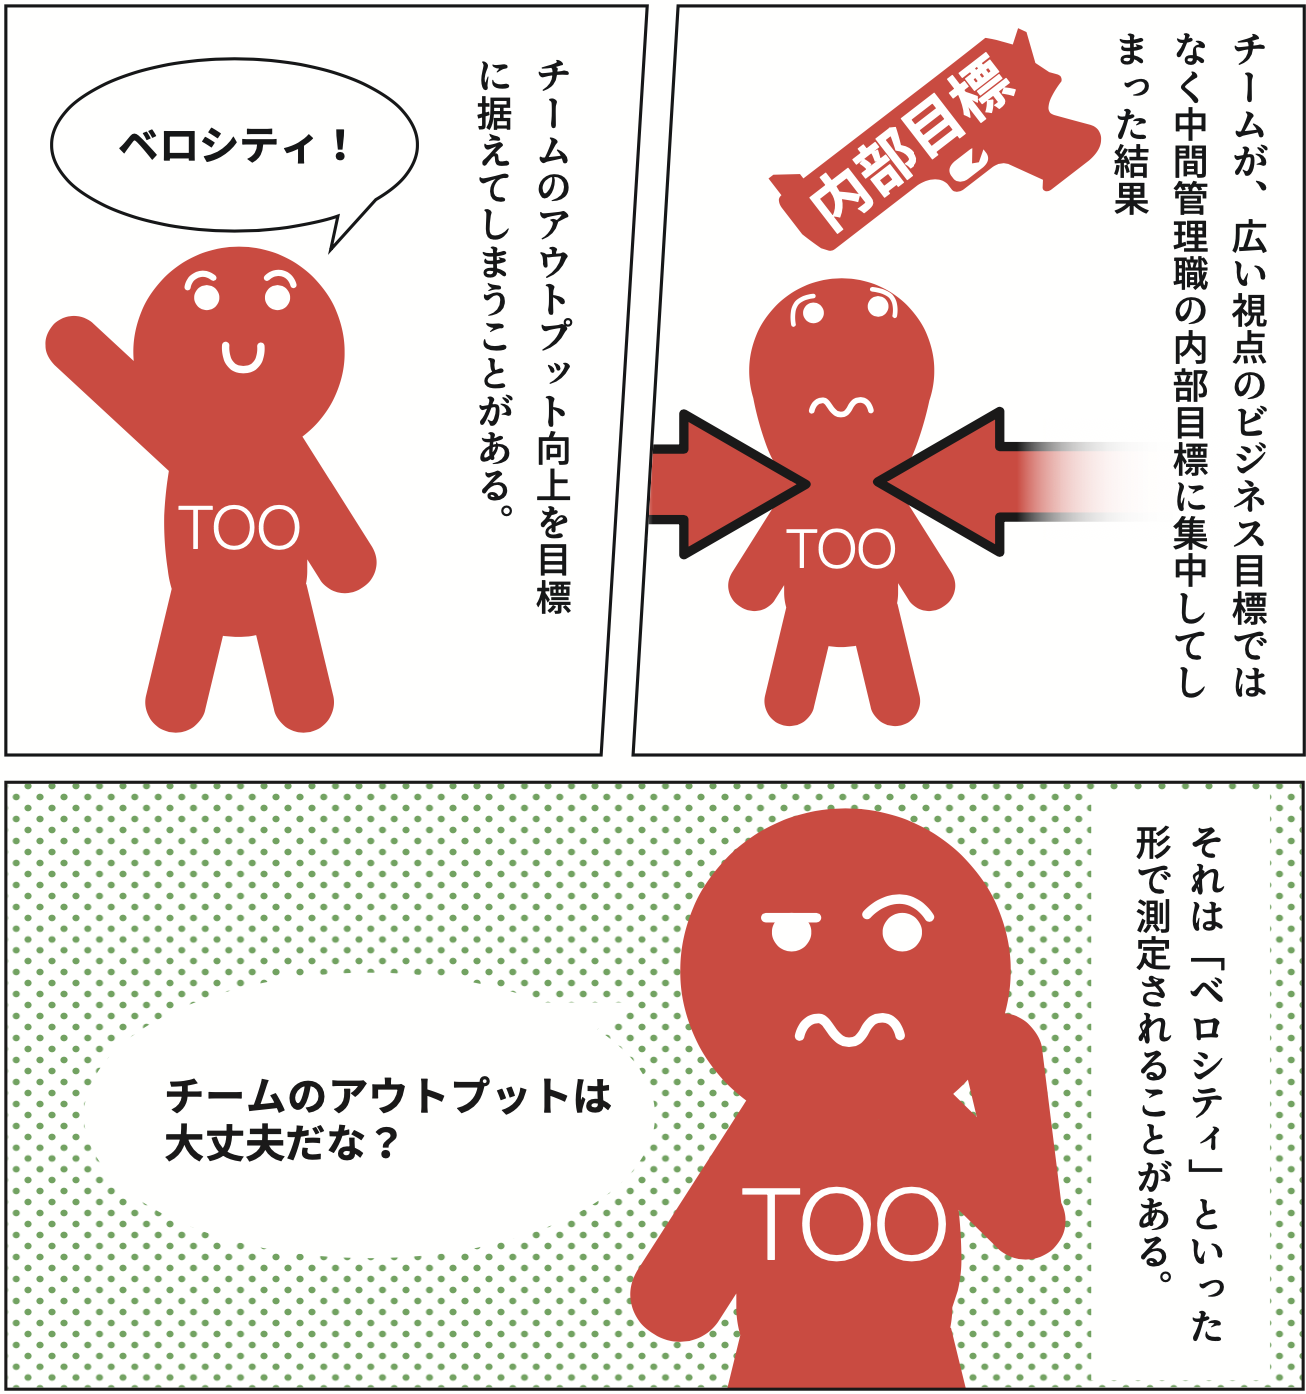 チームが、広い視点のビジネス目標では
なく中間管理職の内部目標に集中してし
まった結果
内部目標
TOO
チームのアウトプット向上を目標
に据えてしまうことがある。
ベロシティ！
TOO
それは「ベロシティ」といった
形で測定されることがある。
チームのアウトプットは
大丈夫だな？
TOO